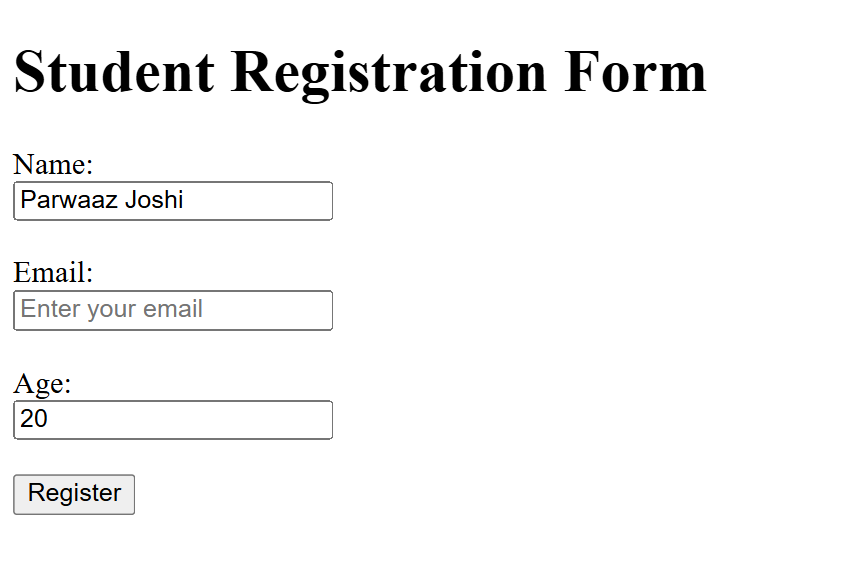 Student Registration Form
Name:
Parwaaz Joshi
Email:
Enter your email
Age:
20
Register